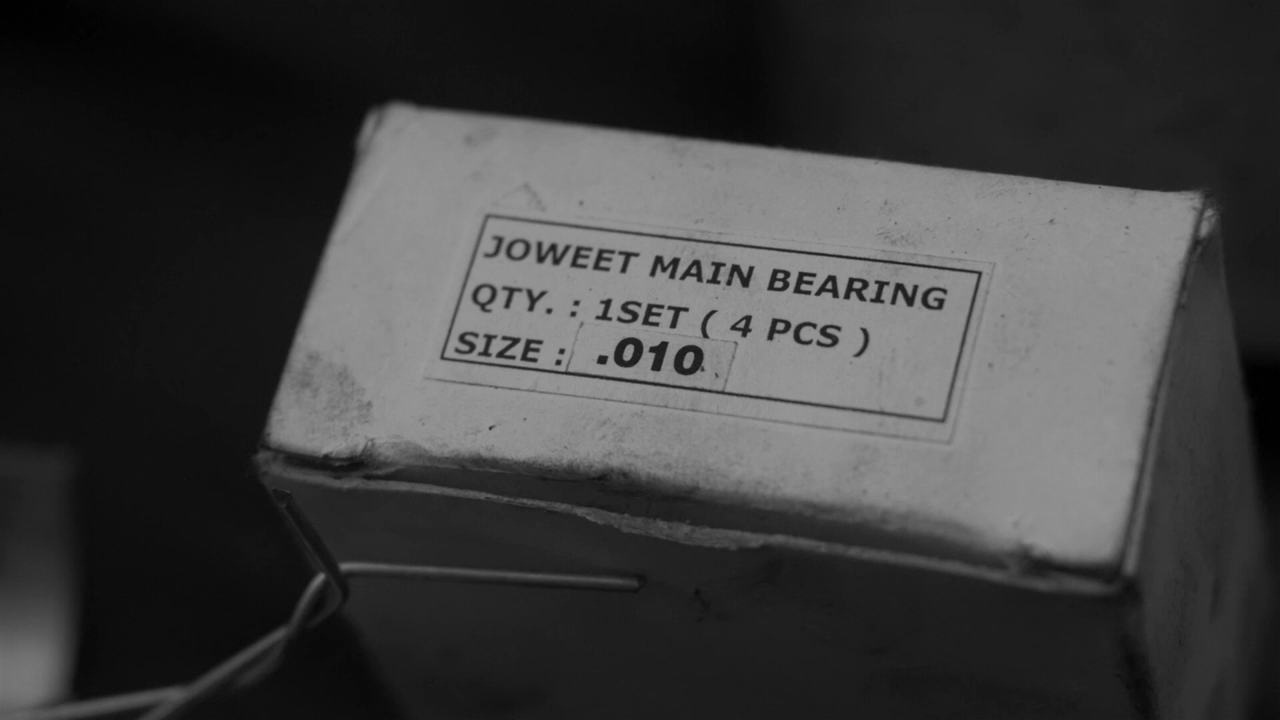 JOWEET MAIN BEARING
QTY. : 1SET ( 4 PCS )
SIZE : .010